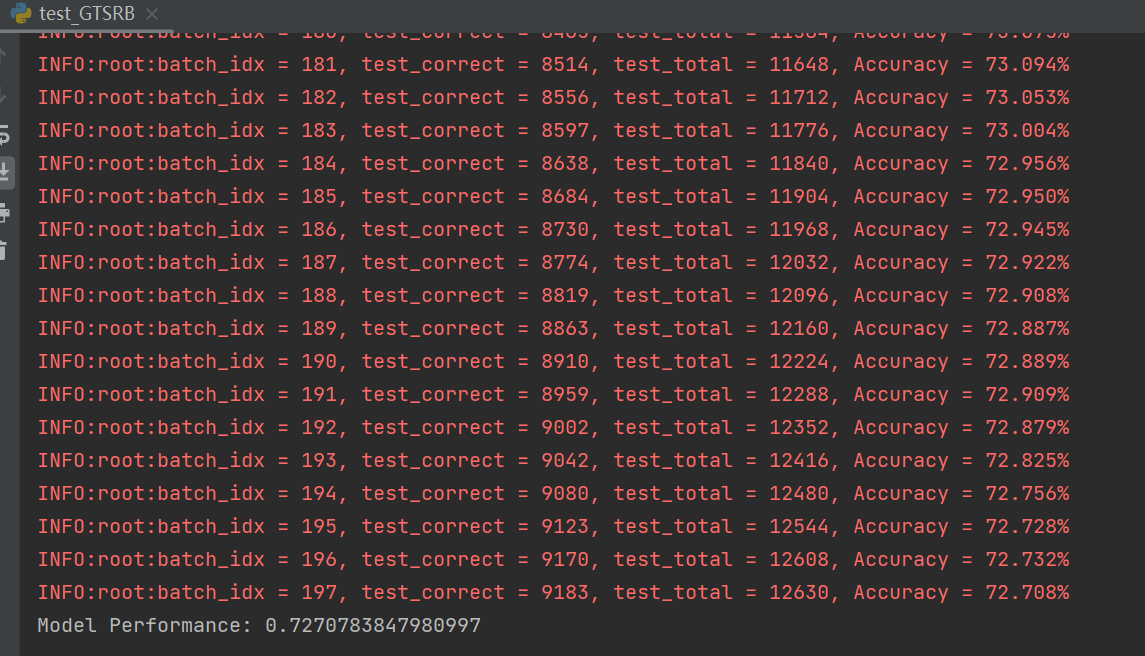 test_GTSRB
INFO:root:batch_idx = 180, test_correct = 8465, test_total = 11584, Accuracy = 73.075%
INFO:root:batch_idx = 181, test_correct = 8514, test_total = 11648, Accuracy = 73.094%
INFO:root:batch_idx = 182, test_correct = 8556, test_total = 11712, Accuracy = 73.053%
INFO:root:batch_idx = 183, test_correct = 8597, test_total = 11776, Accuracy = 73.004%
INFO:root:batch_idx = 184, test_correct = 8638, test_total = 11840, Accuracy = 72.956%
INFO:root:batch_idx = 185, test_correct = 8684, test_total = 11904, Accuracy = 72.950%
INFO:root:batch_idx = 186, test_correct = 8730, test_total = 11968, Accuracy = 72.945%
INFO:root:batch_idx = 187, test_correct = 8774, test_total = 12032, Accuracy = 72.922%
INFO:root:batch_idx = 188, test_correct = 8819, test_total = 12096, Accuracy = 72.908%
INFO:root:batch_idx = 189, test_correct = 8863, test_total = 12160, Accuracy = 72.887%
INFO:root:batch_idx = 190, test_correct = 8910, test_total = 12224, Accuracy = 72.889%
INFO:root:batch_idx = 191, test_correct = 8959, test_total = 12288, Accuracy = 72.909%
INFO:root:batch_idx = 192, test_correct = 9002, test_total = 12352, Accuracy = 72.879%
INFO:root:batch_idx = 193, test_correct = 9042, test_total = 12416, Accuracy = 72.825%
INFO:root:batch_idx = 194, test_correct = 9080, test_total = 12480, Accuracy = 72.756%
INFO:root:batch_idx = 195, test_correct = 9123, test_total = 12544, Accuracy = 72.728%
INFO:root:batch_idx = 196, test_correct = 9170, test_total = 12608, Accuracy = 72.732%
INFO:root:batch_idx = 197, test_correct = 9183, test_total = 12630, Accuracy = 72.708%
Model Performance: 0.7270783847980997